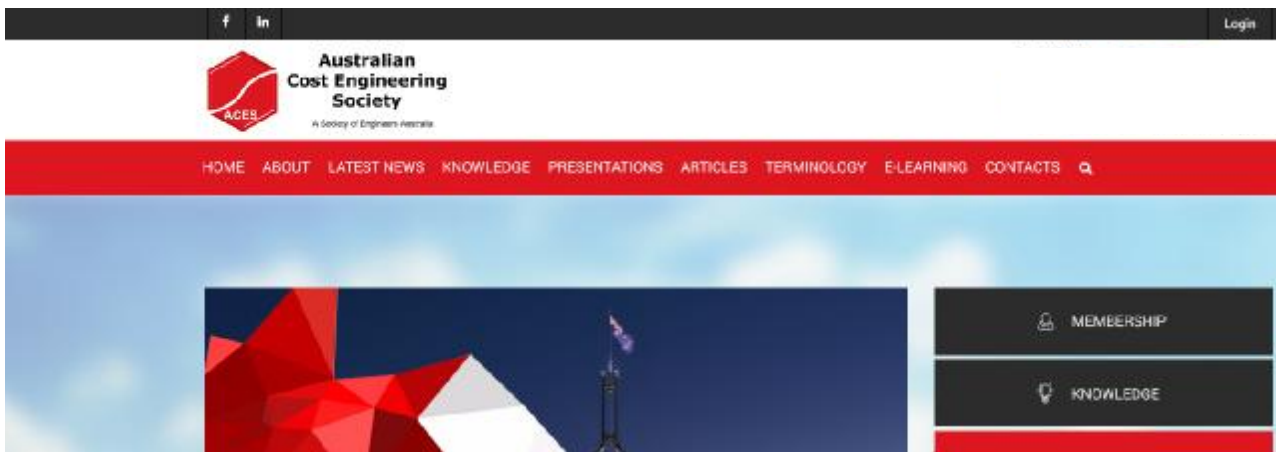 f in
Login
Australian
Cost Engineering
Society
A Society of Engineers Australia
ACES
HOME ABOUT LATEST NEWS KNOWLEDGE PRESENTATIONS ARTICLES TERMINOLOGY E-LEARNING CONTACTS
MEMBERSHIP
KNOWLEDGE